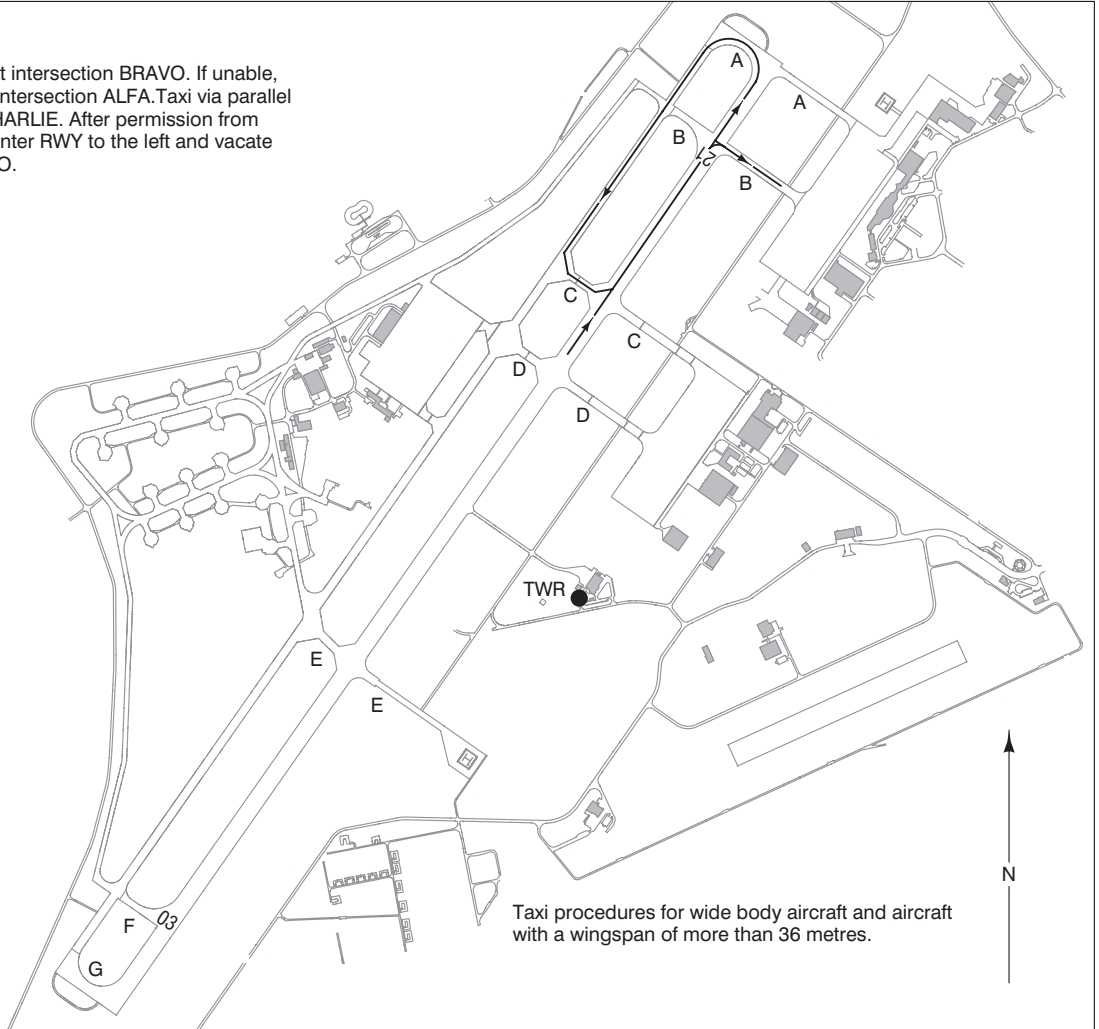 t intersection BRAVO. If unable,
ntersection ALFA.Taxi via parallel
HARLIE. After permission from
nter RWY to the left and vacate
O.
A
A
B
21
B
C
C
D
D
TWR
E
E
N
03
F
G
H
H
Taxi procedures for wide body aircraft and aircraft
with a wingspan of more than 36 metres.